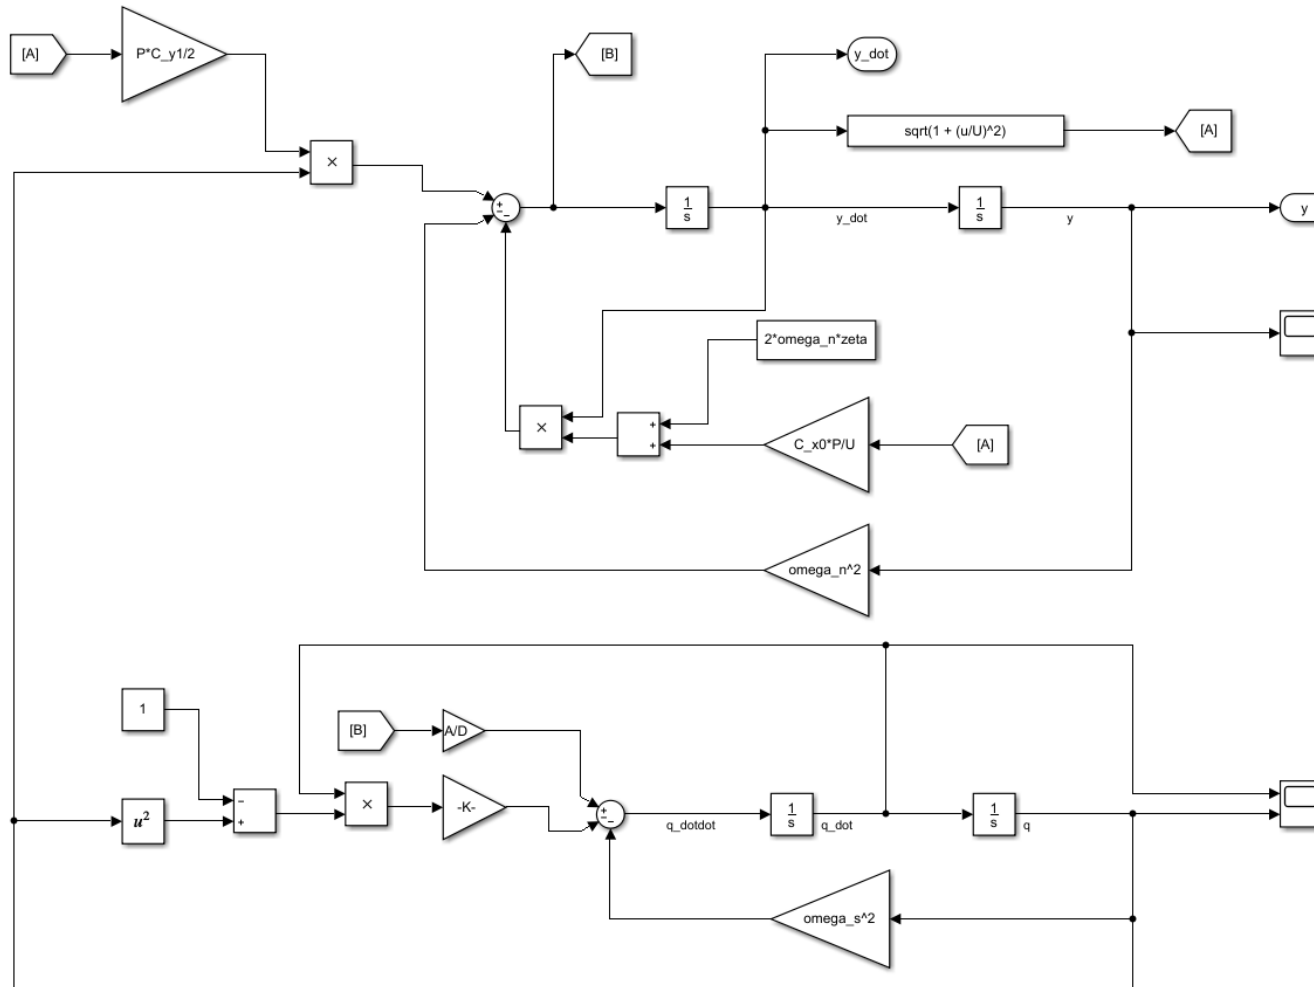 [A]
P*C_y1/2
[B]
y_dot
sqrt(1 + (u/U)^2)
[A]
×
+
−
−
1
s
y_dot
1
s
y
y
2*omega_n*zeta
×
+
+
C_x0*P/U
[A]
omega_n^2
1
[B]
A/D
−
+
×
-K-
u²
+
−
−
q_dotdot
1
s
q_dot
1
s
q
omega_s^2